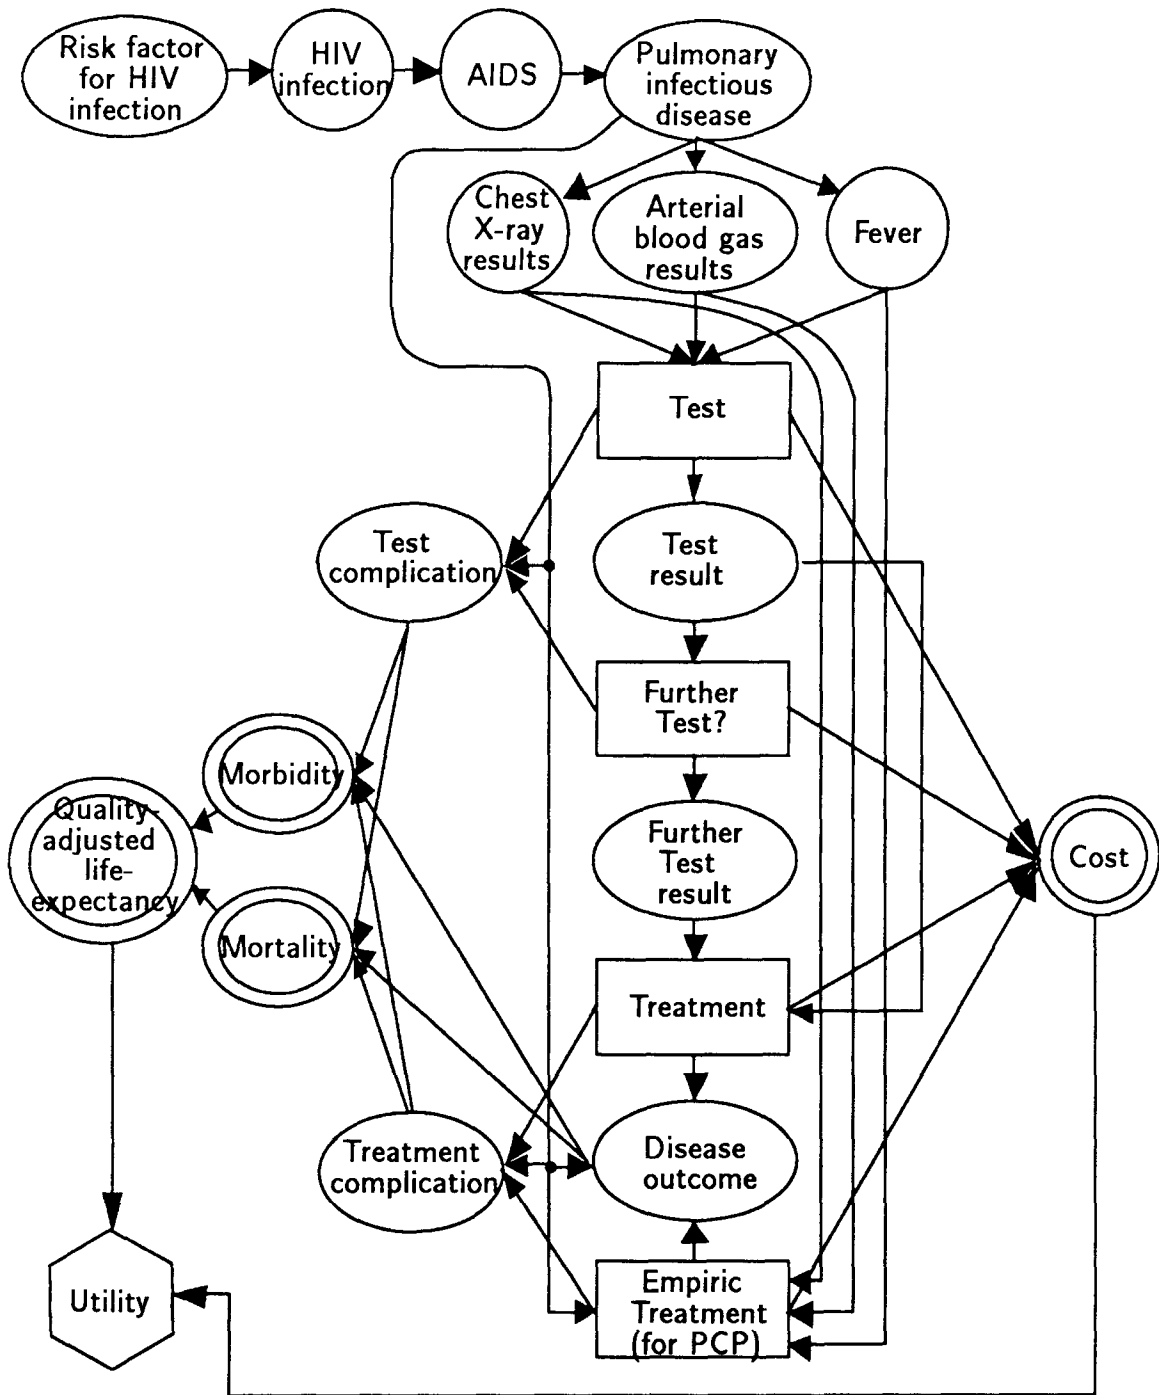 Risk factor
for HIV
infection
HIV
infection
AIDS
Pulmonary
infectious
disease
Chest
X-ray
results
Arterial
blood gas
results
Fever
Test
Test
complication
Test
result
Further
Test?
Morbidity
Quality-
adjusted
life-
expectancy
Further
Test
result
Cost
Mortality
Treatment
Treatment
complication
Disease
outcome
Utility
Empiric
Treatment
(for PCP)